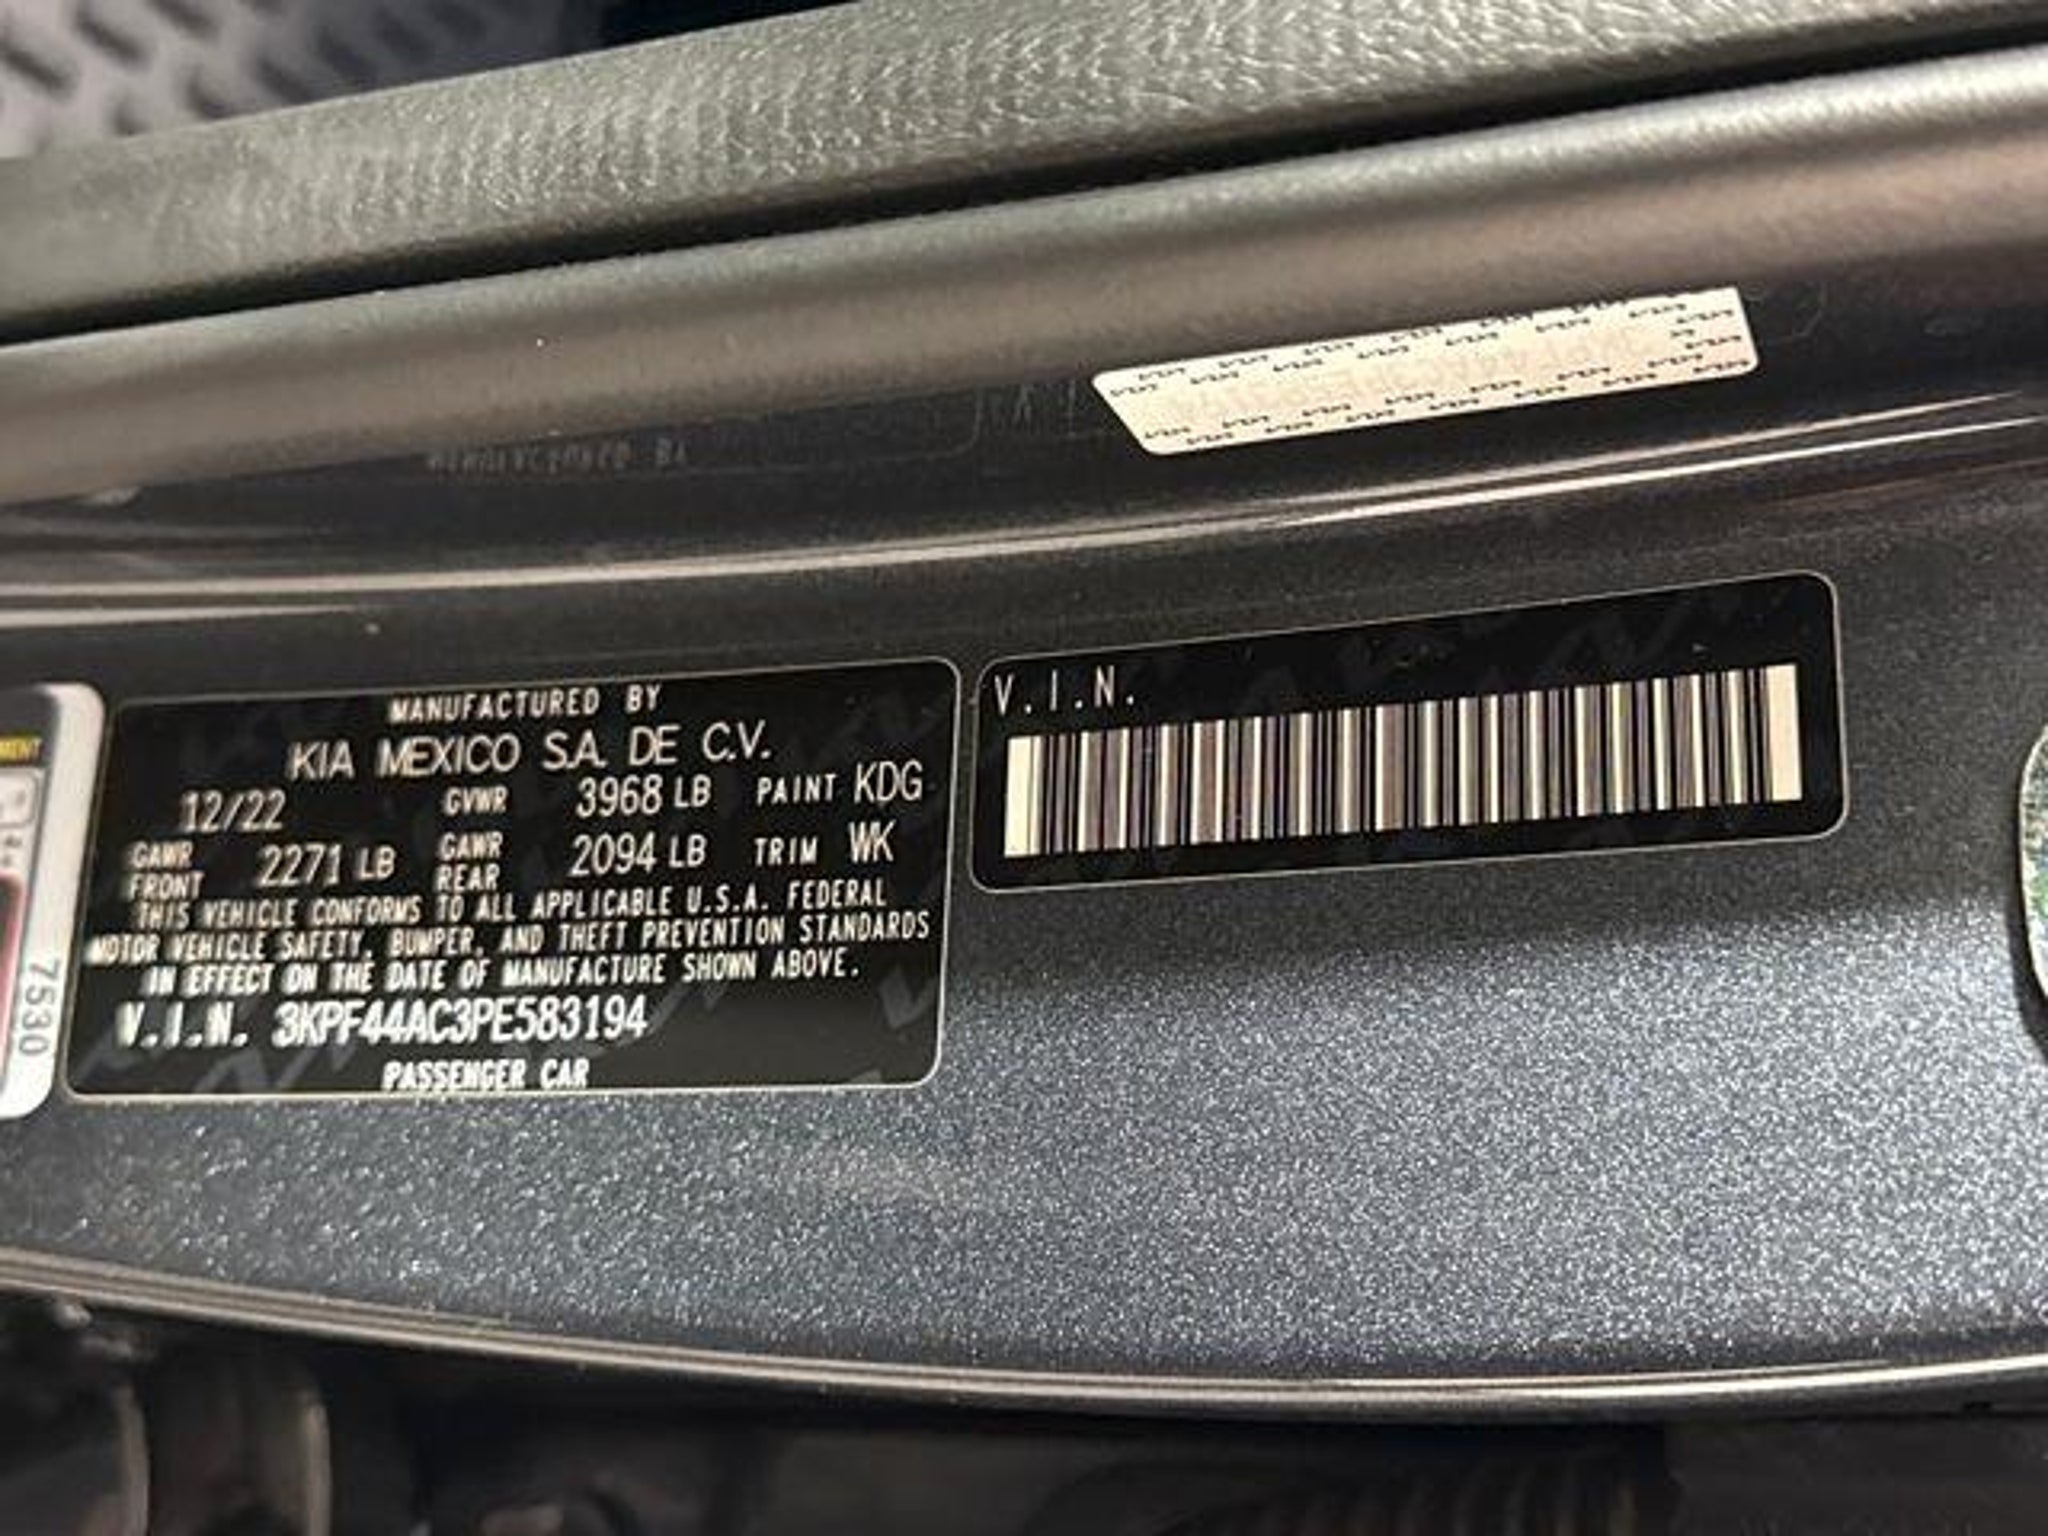 MANUFACTURED BY
KIA MEXICO S.A. DE C.V.
12/22 GVWR 3968 LB PAINT KDG
GAWR FRONT 2271 LB GAWR REAR 2094 LB TRIM WK
THIS VEHICLE CONFORMS TO ALL APPLICABLE U.S.A. FEDERAL
MOTOR VEHICLE SAFETY, BUMPER, AND THEFT PREVENTION STANDARDS
IN EFFECT ON THE DATE OF MANUFACTURE SHOWN ABOVE.
V.I.N. 3KPF44AC3PE583194
PASSENGER CAR
V.I.N.
7530